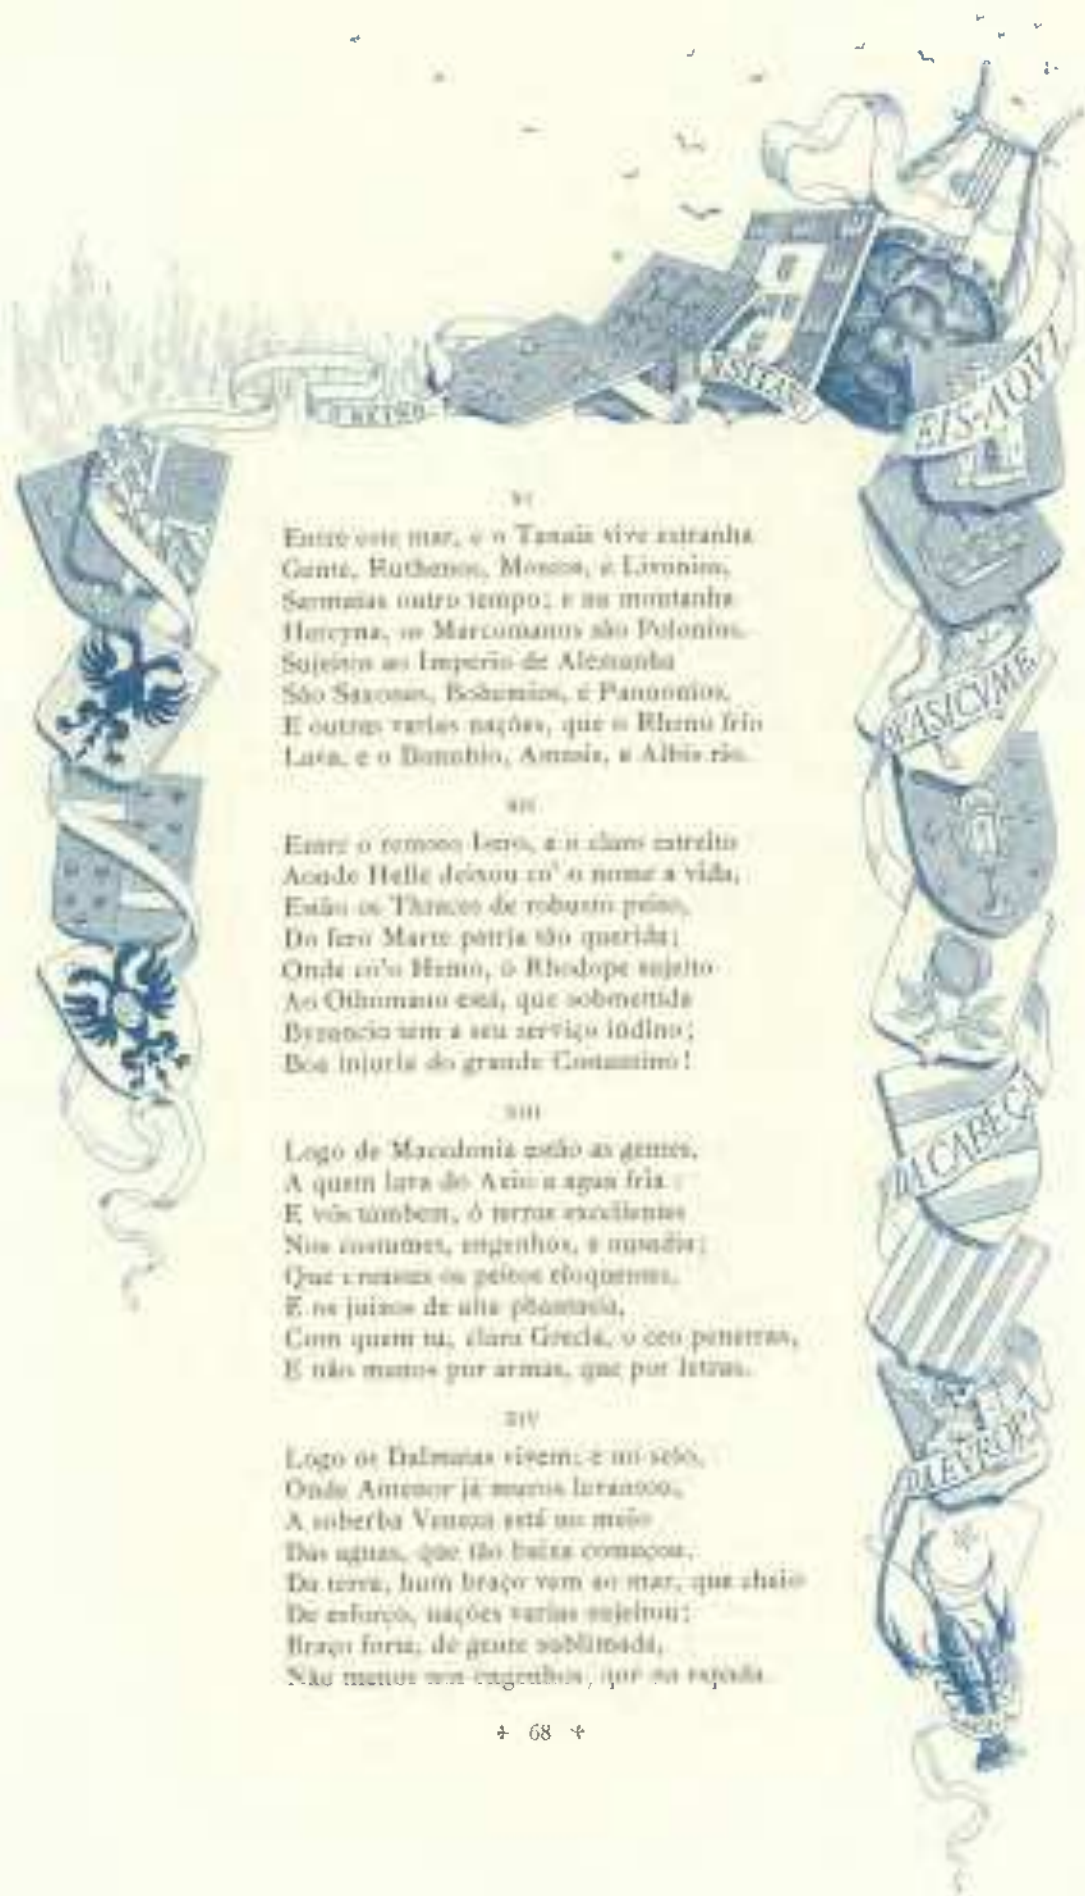 XI
Entre este mar, e o Tanais vive estranha
Gente, Ruthenos, Moscos, e Livonios,
Sarmatas outro tempo; e na montanha
Hercyna, os Marcomanos são Polonios.
Sujeitos ao Imperio de Alemanha
São Saxones, Bohemios, e Pannonios,
E outras varias nações, que o Rheno frio
Lava, e o Danubio, Amasis, e Albis rio.
XII
Entre o remoto Istro, e o claro estreito
Aonde Helle deixou co' o nome a vida,
Estão os Thraces de robusto peito,
Do fero Marte patria tão querida;
Onde co'o Hemo, o Rhodope sujeito
Ao Othomano está, que sobmettida
Byzancio tem a seu serviço indino;
Boa injuria do grande Constantino!
XIII
Logo de Macedonia estão as gentes,
A quem lava do Axio a agua fria:
E vós tambem, ó terras excellentes
Nos costumes, engenhos, e ousadia;
Que creastes os peitos eloquentes,
E os juizos de alta phantasia,
Com quem tu, clara Grecia, o ceo penetras,
E não menos por armas, que por letras.
XIV
Logo os Dalmatas vivem; e no seio,
Onde Antenor já muros levantou,
A soberba Veneza está no meio
Das aguas, que tão baixa começou,
Da terra, hum braço vem ao mar, que cheio
De esforço, nações varias sujeitou;
Braço forte, de gente sublimada,
Não menos nos engenhos, que na espada.
68
EIS-AQUI
QVASI CVME
DA CABEÇA
DA EVROPA